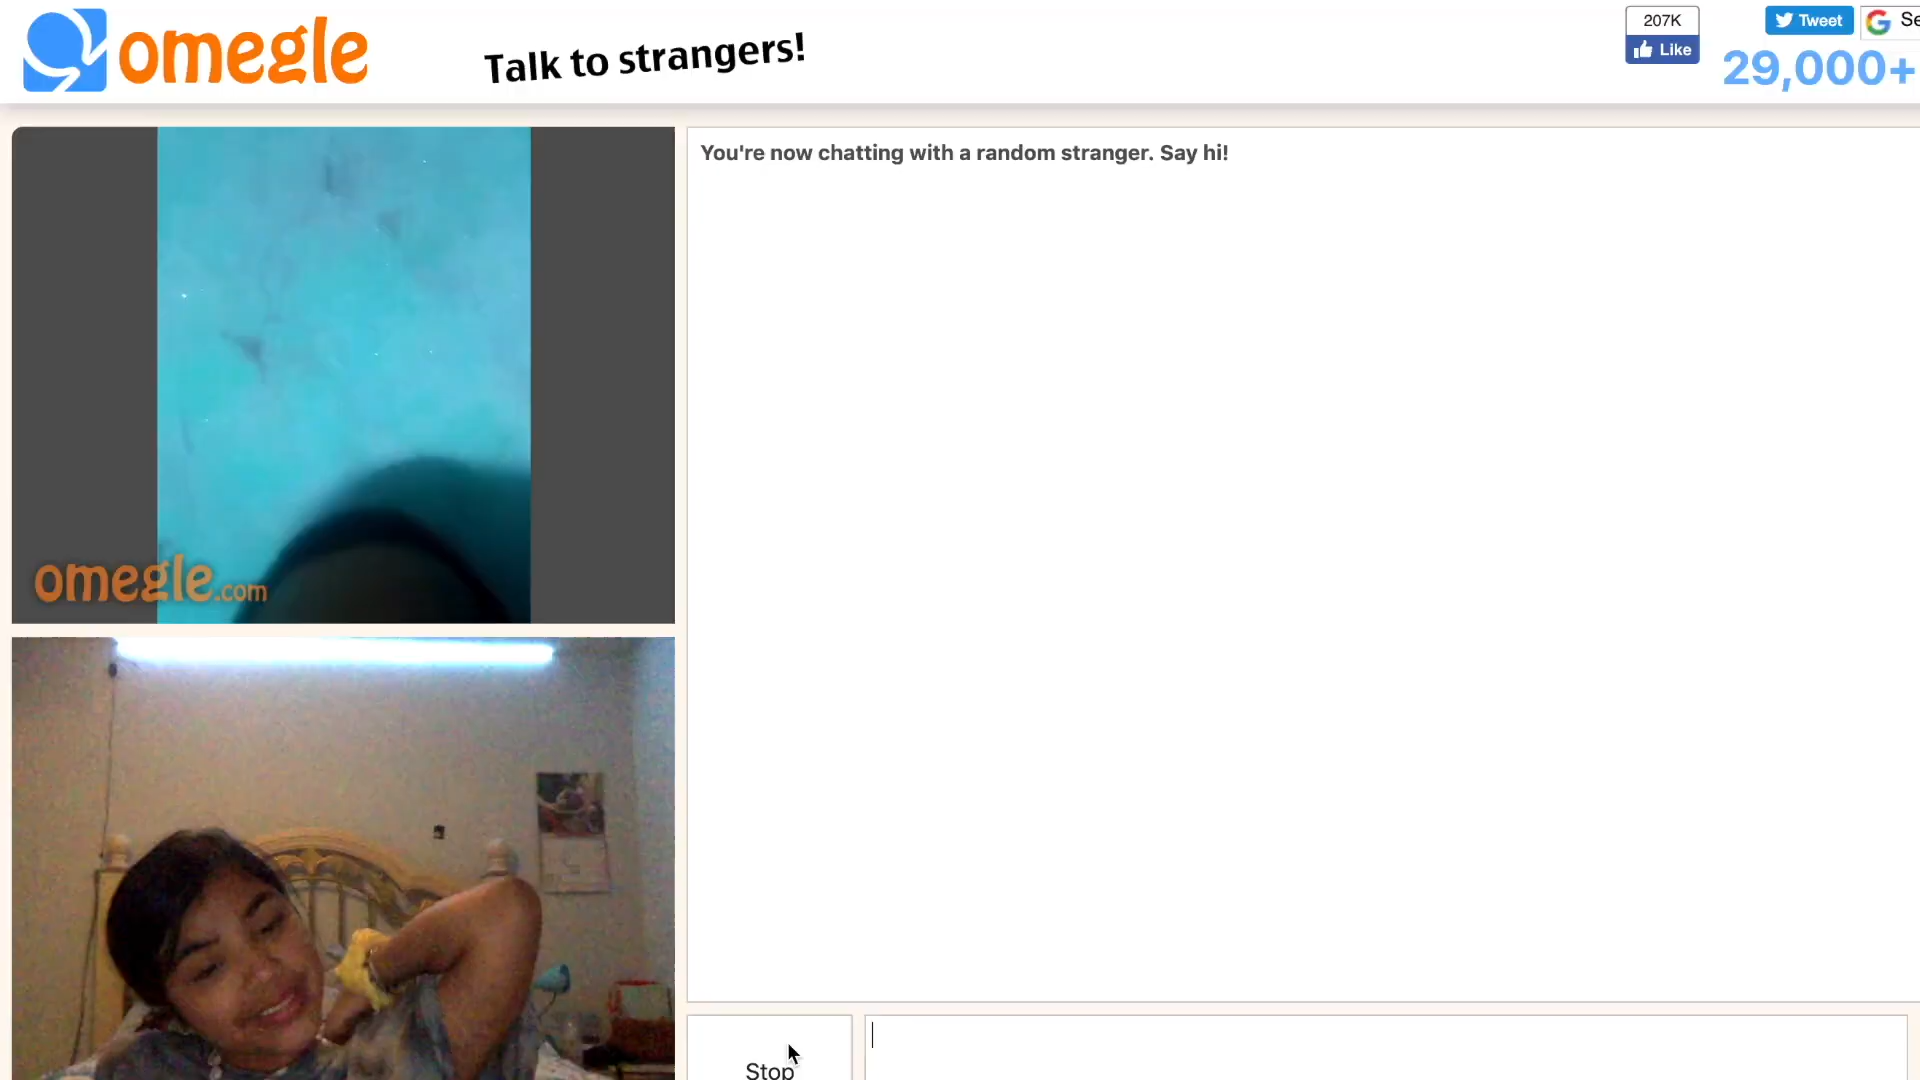 omegle
Talk to strangers!
207K
Like
Tweet
Se
29,000+
You're now chatting with a random stranger. Say hi!
omegle.com
Stop